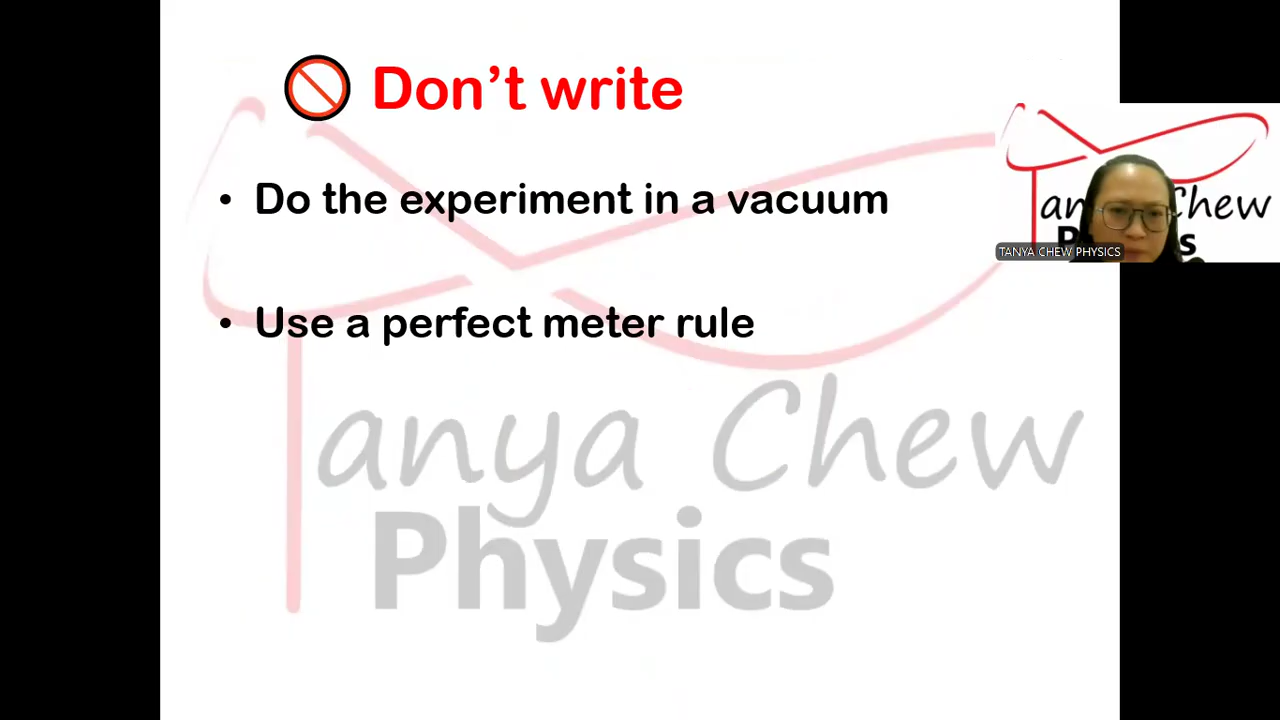 🚫 Don’t write
• Do the experiment in a vacuum
• Use a perfect meter rule
Tanya Chew
Physics
TANYA CHEW PHYSICS